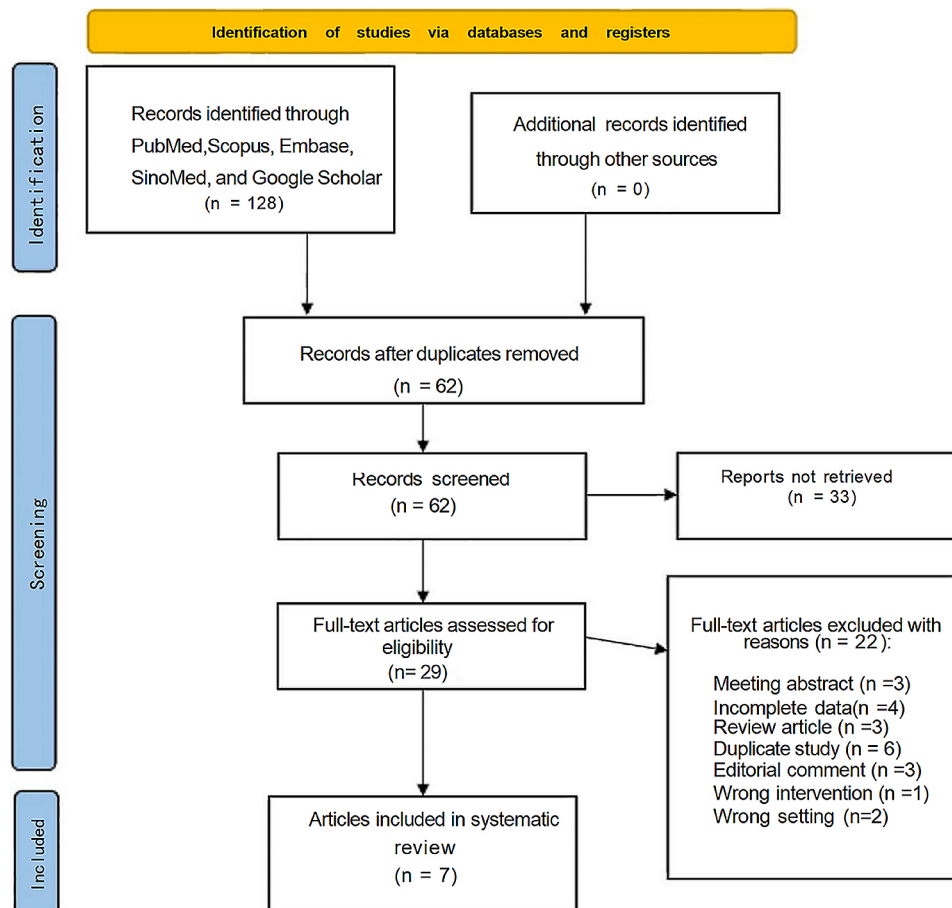 Identification of studies via databases and registers
Identification
Records identified through
PubMed,Scopus, Embase,
SinoMed, and Google Scholar
(n = 128)
Additional records identified
through other sources
(n = 0)
Screening
Records after duplicates removed
(n = 62)
Records screened
(n = 62)
Reports not retrieved
(n = 33)
Full-text articles assessed for
eligibility
(n= 29)
Full-text articles excluded with
reasons (n = 22 ):
Meeting abstract (n =3)
Incomplete data(n =4)
Review article (n =3)
Duplicate study (n = 6)
Editorial comment (n =3)
Wrong intervention (n =1)
Wrong setting (n=2)
Included
Articles included in systematic
review
(n = 7)